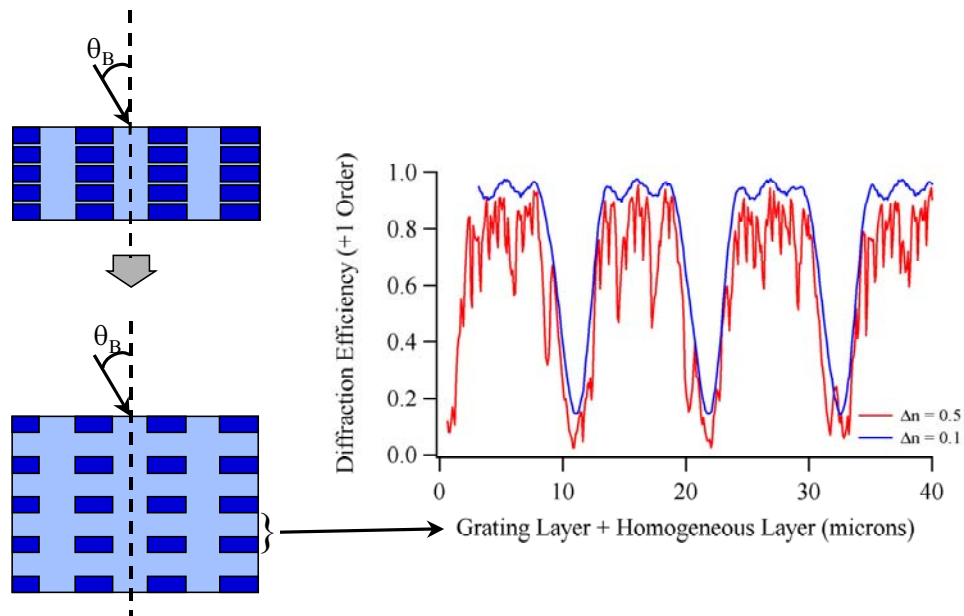 θB
θB
Diffraction Efficiency (+1 Order)
1.0
0.8
0.6
0.4
0.2
0.0
Δn = 0.5
Δn = 0.1
0 10 20 30 40
Grating Layer + Homogeneous Layer (microns)